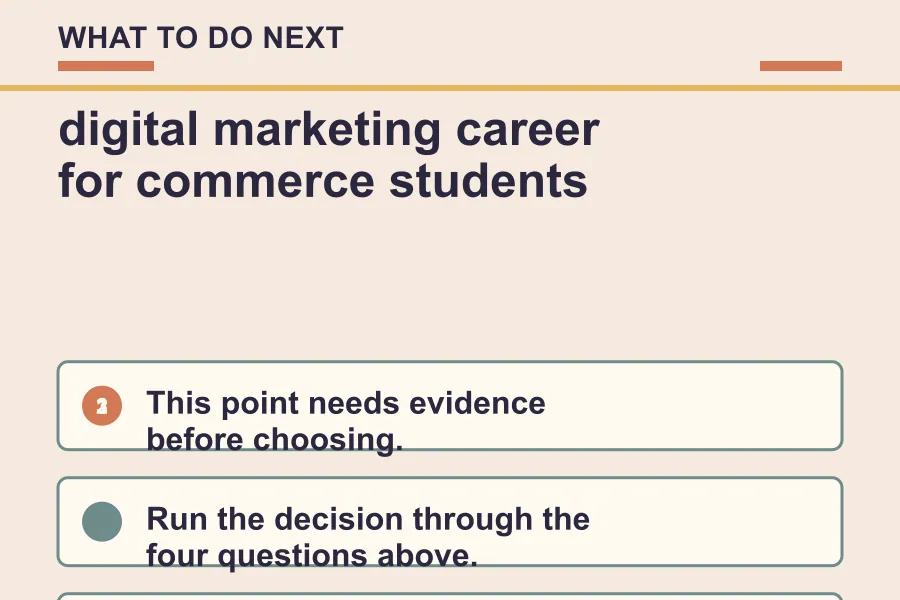 WHAT TO DO NEXT
digital marketing career
for commerce students
This point needs evidence
before choosing.
Run the decision through the
four questions above.